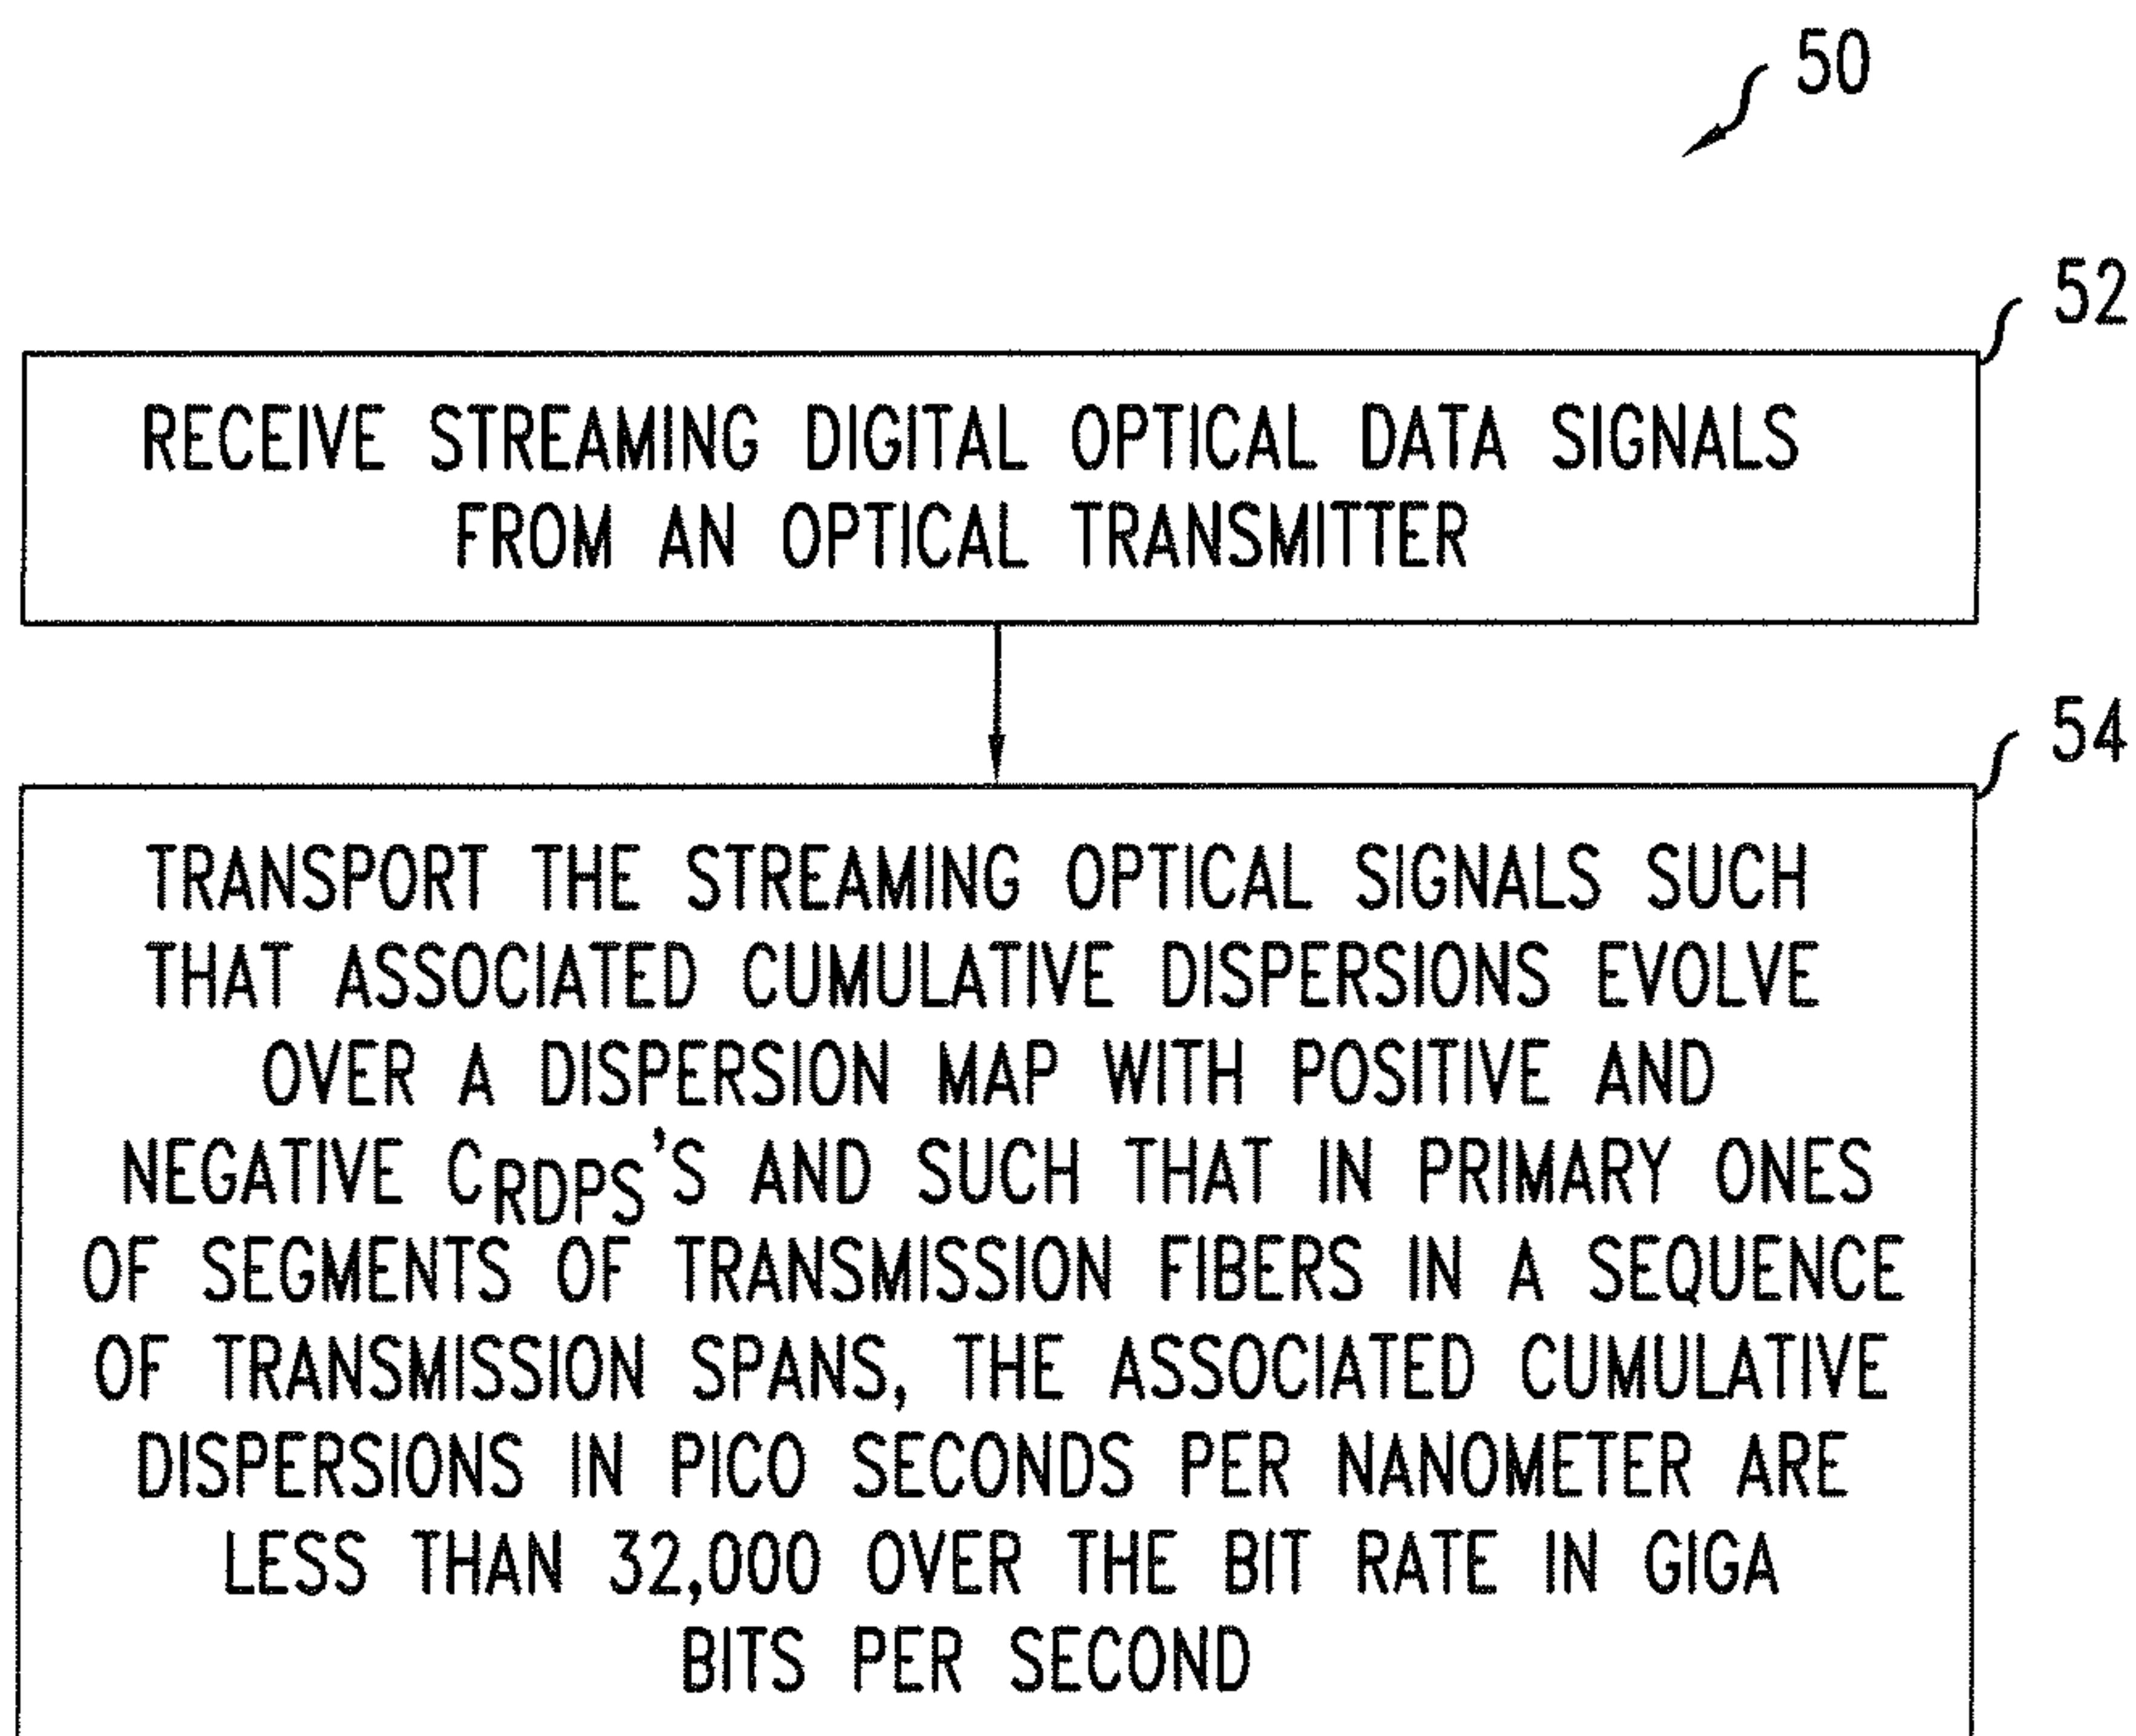 50
52
RECEIVE STREAMING DIGITAL OPTICAL DATA SIGNALS
FROM AN OPTICAL TRANSMITTER
54
TRANSPORT THE STREAMING OPTICAL SIGNALS SUCH
THAT ASSOCIATED CUMULATIVE DISPERSIONS EVOLVE
OVER A DISPERSION MAP WITH POSITIVE AND
NEGATIVE CRDPS'S AND SUCH THAT IN PRIMARY ONES
OF SEGMENTS OF TRANSMISSION FIBERS IN A SEQUENCE
OF TRANSMISSION SPANS, THE ASSOCIATED CUMULATIVE
DISPERSIONS IN PICO SECONDS PER NANOMETER ARE
LESS THAN 32,000 OVER THE BIT RATE IN GIGA
BITS PER SECOND